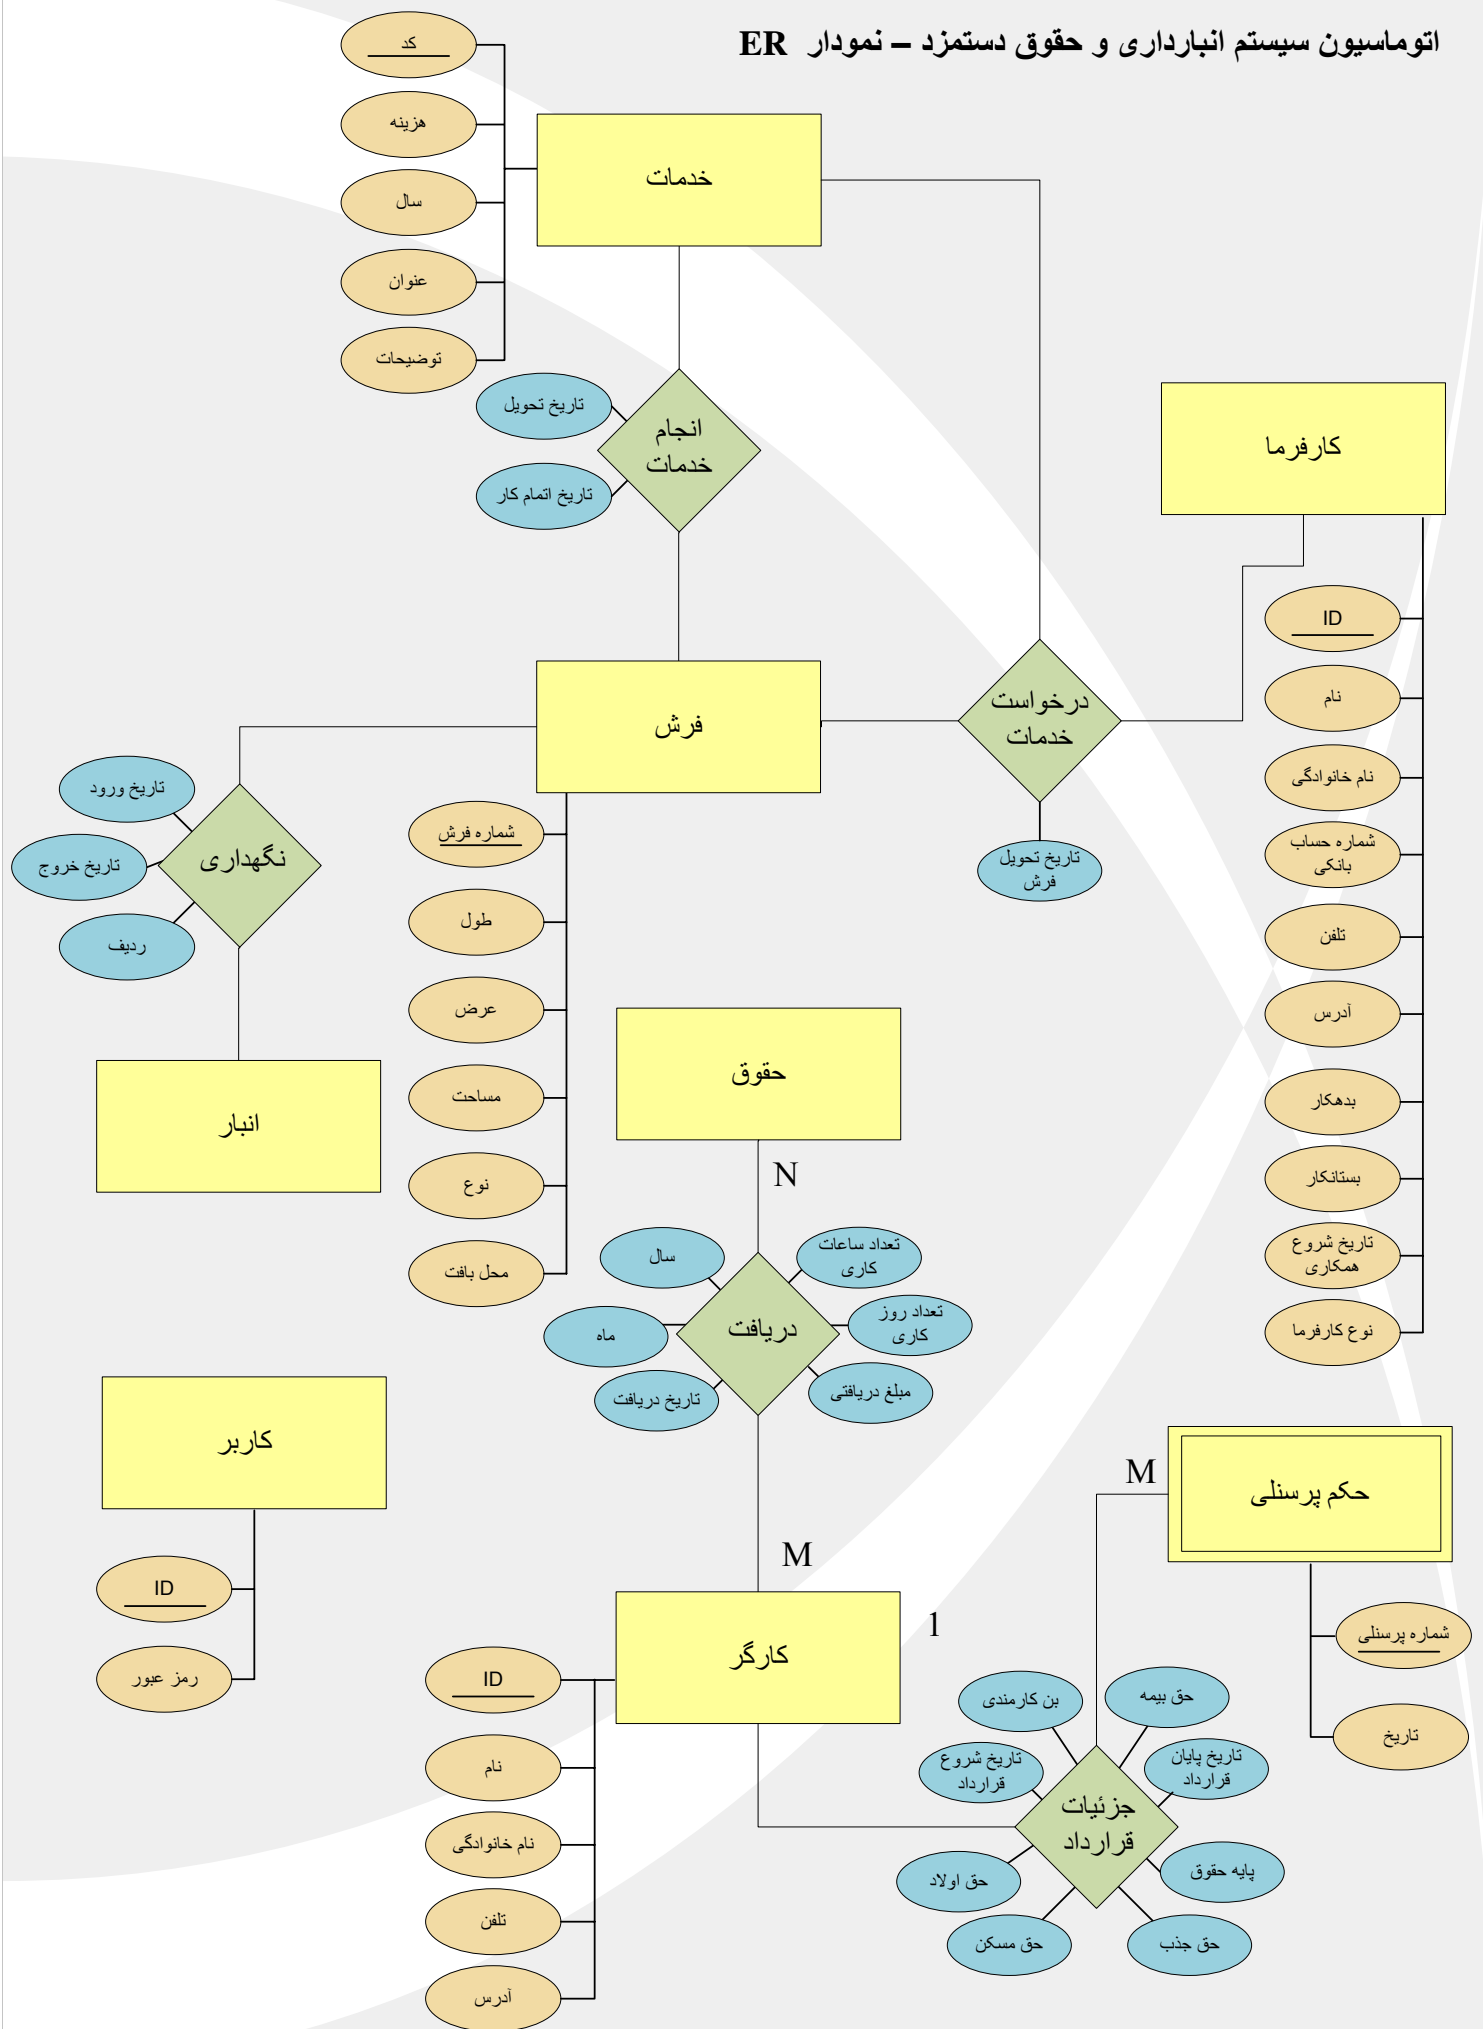 اتوماسیون سیستم انبارداری و حقوق دستمزد – نمودار ER
کد
هزینه
سال
عنوان
توضیحات
خدمات
تاریخ تحویل
تاریخ اتمام کار
انجام
خدمات
کارفرما
ID
نام
نام خانوادگی
شماره حساب
بانکی
تلفن
آدرس
بدهکار
بستانکار
تاریخ شروع
همکاری
نوع کارفرما
درخواست
خدمات
تاریخ تحویل
فرش
فرش
شماره فرش
طول
عرض
مساحت
نوع
محل بافت
تاریخ ورود
تاریخ خروج
ردیف
نگهداری
انبار
حقوق
N
تعداد ساعات
کاری
سال
تعداد روز
کاری
ماه
دریافت
مبلغ دریافتی
تاریخ دریافت
M
کاربر
ID
رمز عبور
کارگر
1
ID
نام
نام خانوادگی
تلفن
آدرس
حکم پرسنلی
M
شماره پرسنلی
تاریخ
حق بیمه
بن کارمندی
تاریخ پایان
قرارداد
تاریخ شروع
قرارداد
جزئیات
قرارداد
پایه حقوق
حق اولاد
حق جذب
حق مسکن